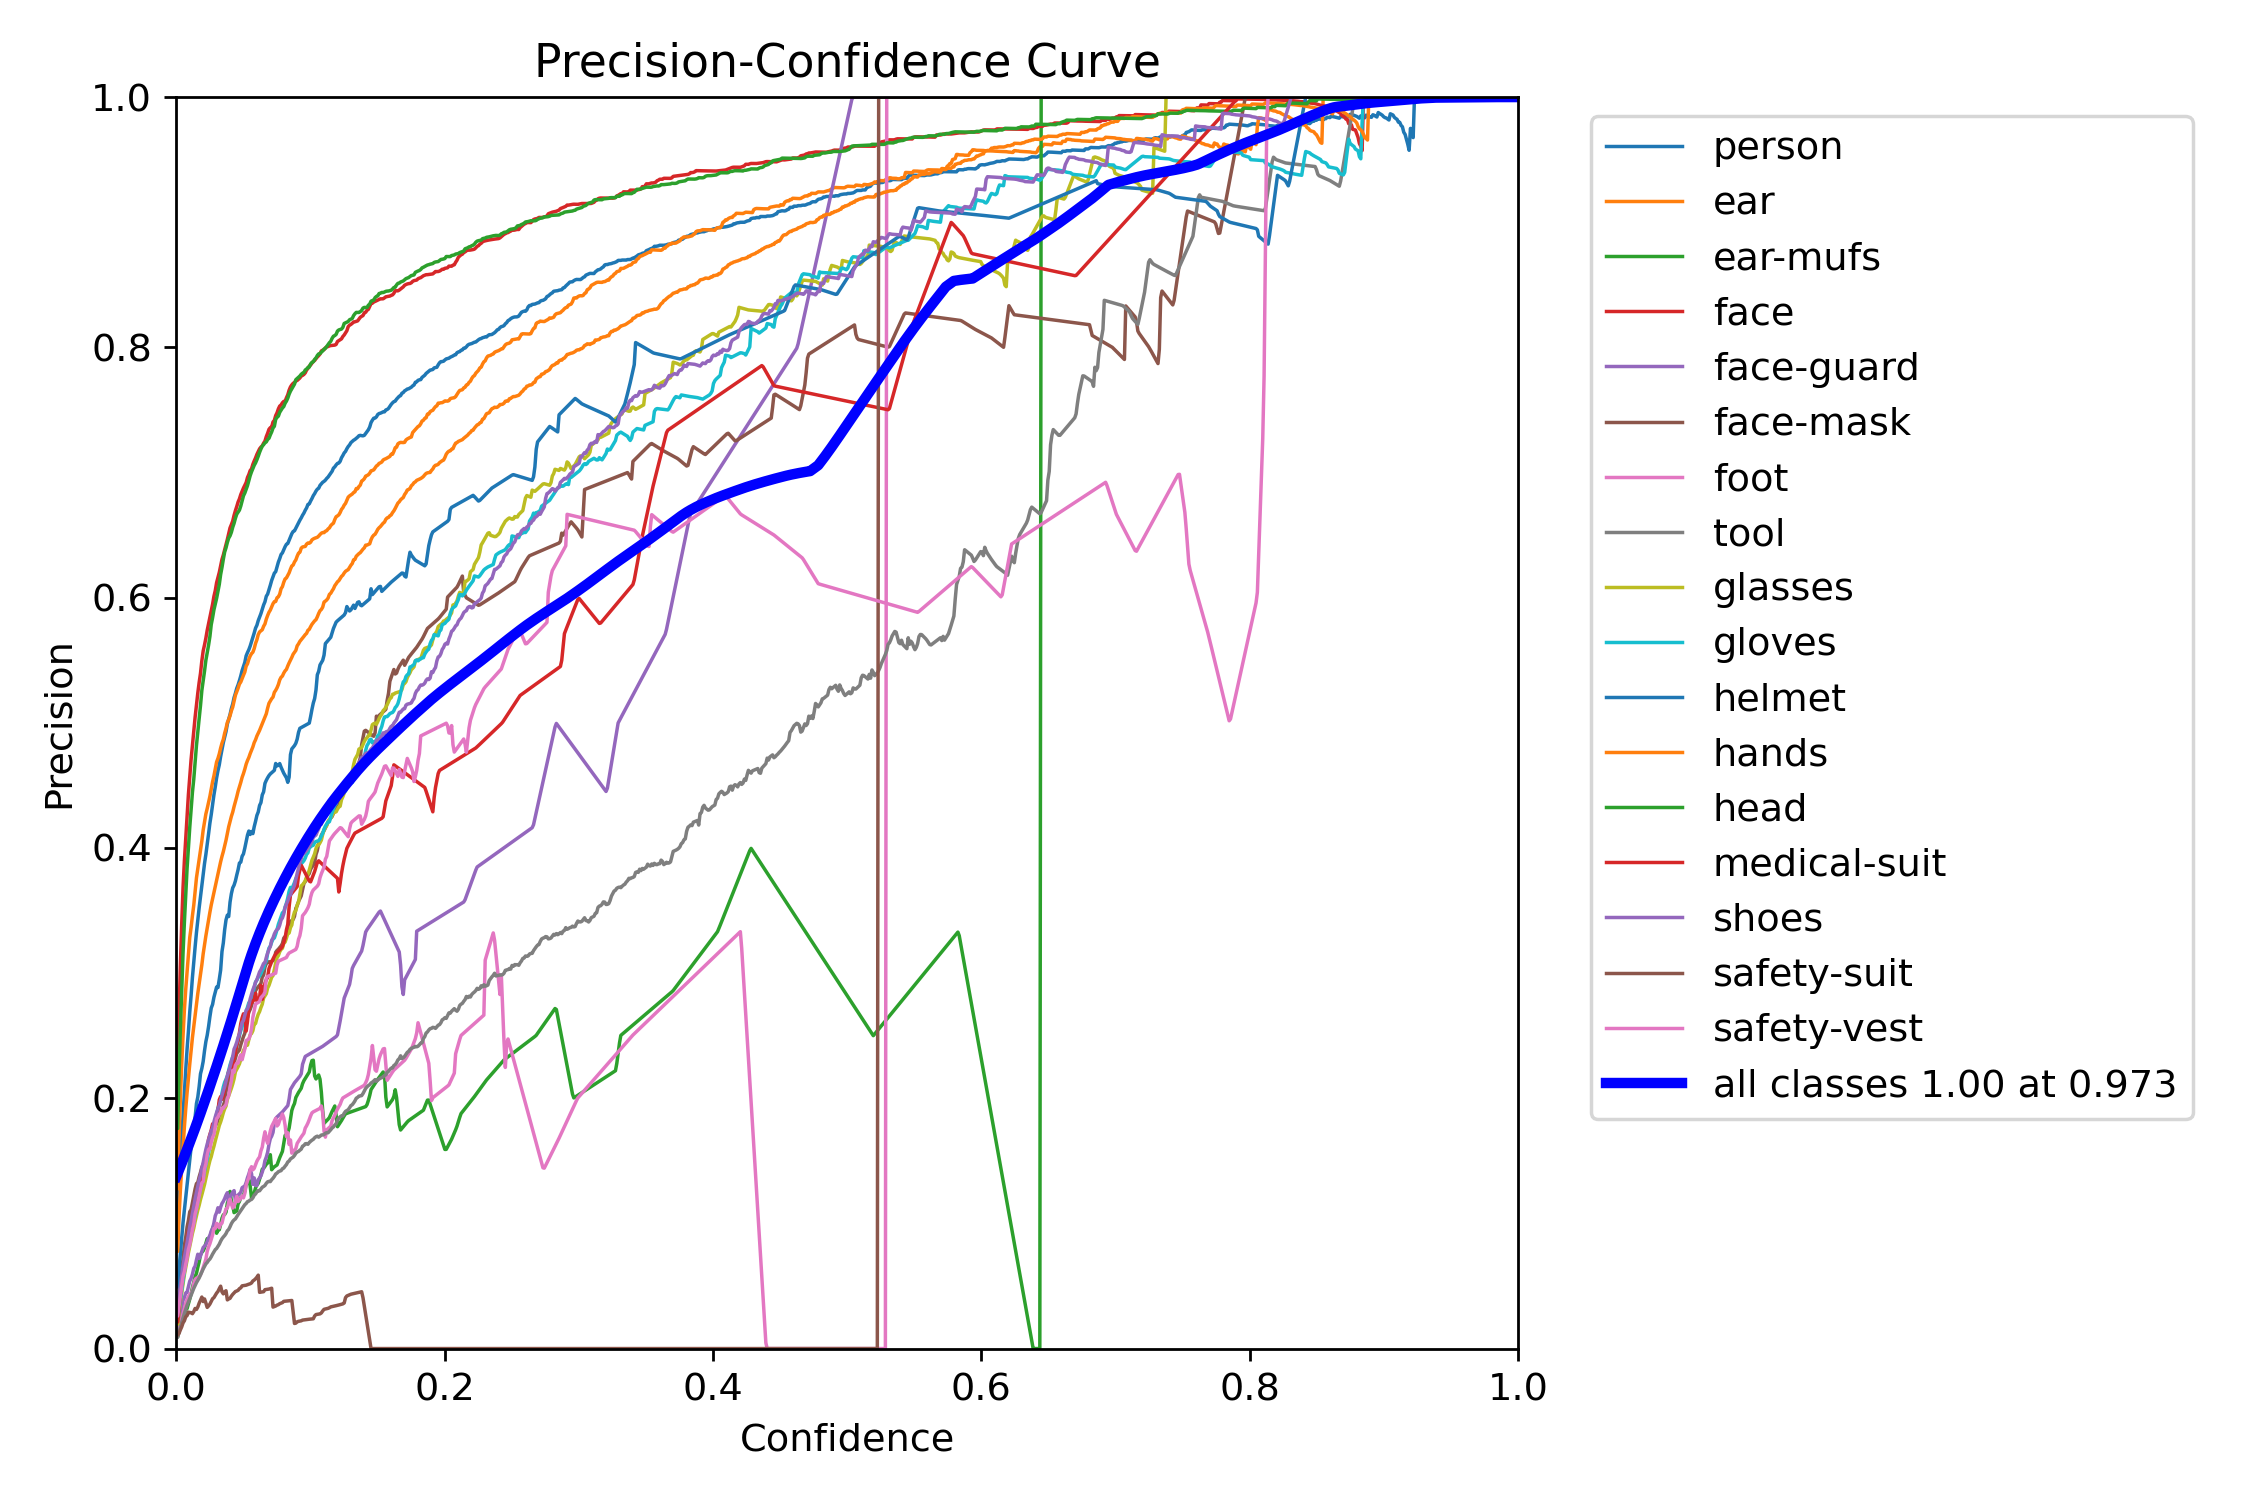 Precision-Confidence Curve
1.0
0.8
0.6
0.4
0.2
0.0
Precision
0.0 0.2 0.4 0.6 0.8 1.0
Confidence
person
ear
ear-mufs
face
face-guard
face-mask
foot
tool
glasses
gloves
helmet
hands
head
medical-suit
shoes
safety-suit
safety-vest
all classes 1.00 at 0.973